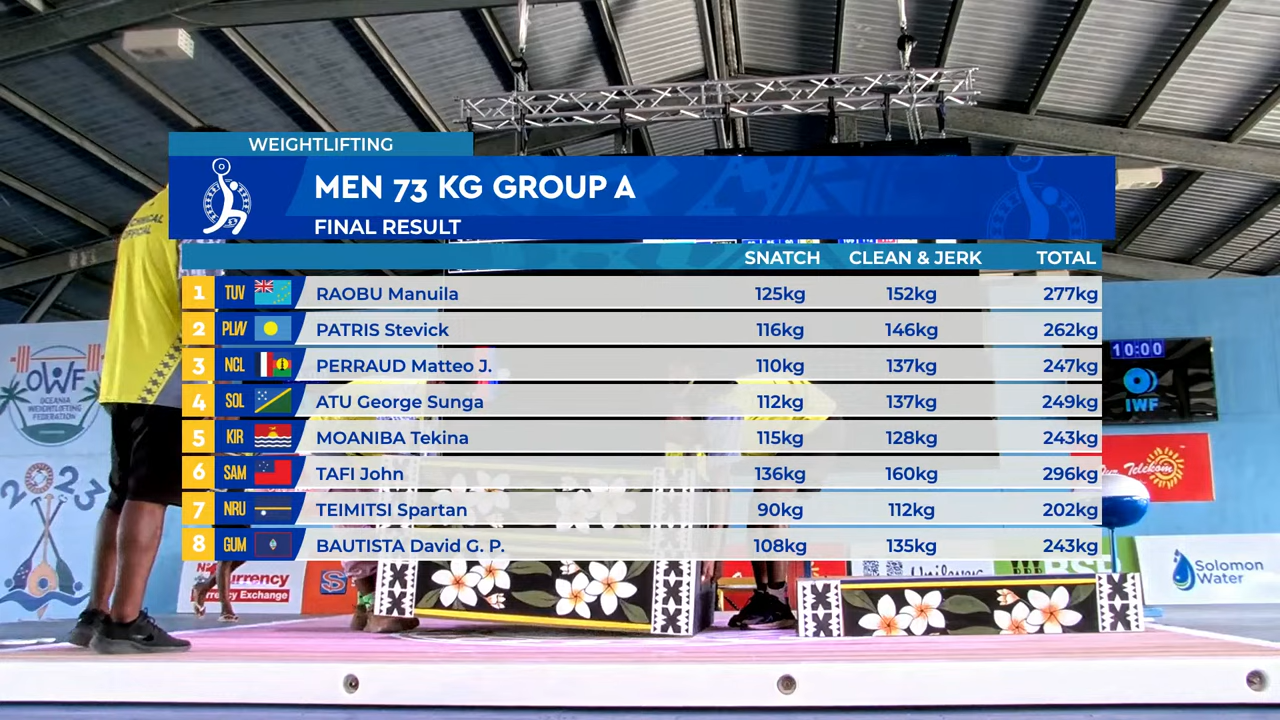 WEIGHTLIFTING
MEN 73 KG GROUP A
FINAL RESULT
SNATCH CLEAN & JERK TOTAL
1 TUV RAOBU Manuila 125kg 152kg 277kg
2 PLW PATRIS Stevick 116kg 146kg 262kg
3 NCL PERRAUD Matteo J. 110kg 137kg 247kg
4 SOL ATU George Sunga 112kg 137kg 249kg
5 KIR MOANIBA Tekina 115kg 128kg 243kg
6 SAM TAFI John 136kg 160kg 296kg
7 NRU TEIMITSI Spartan 90kg 112kg 202kg
8 GUM BAUTISTA David G. P. 108kg 135kg 243kg
OFFICIAL
OWF
OCEANIA
WEIGHTLIFTING
FEDERATION
2023
10:00
IWF
Telekom
Currency Exchange
Unilever
BSP
Solomon
Water